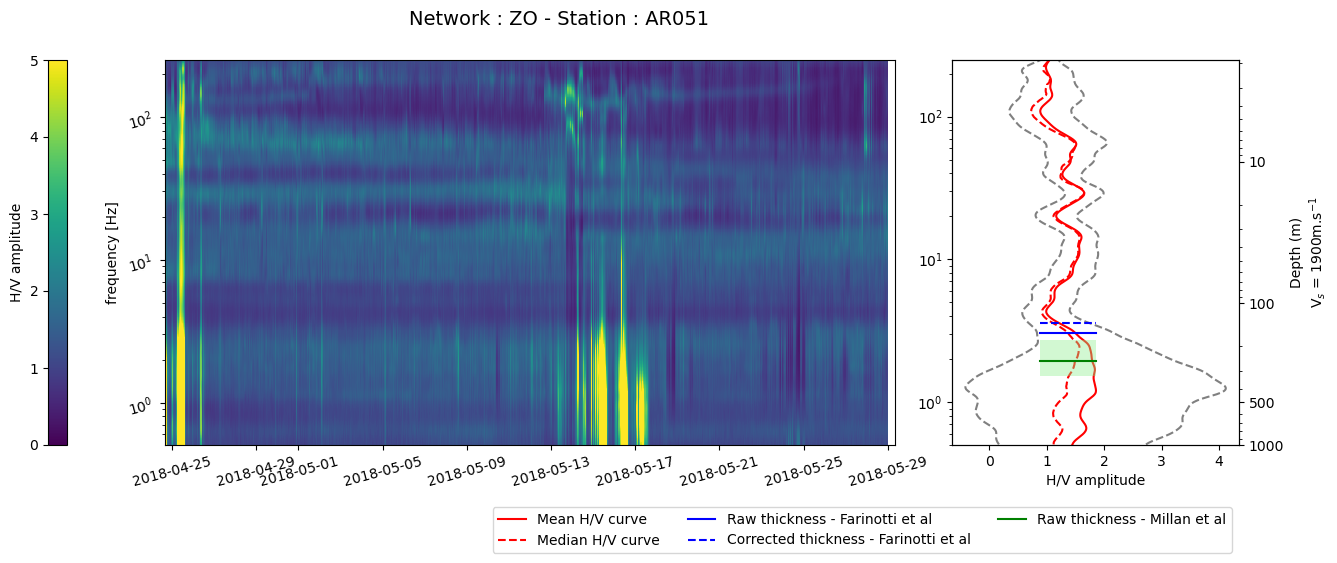 Network : ZO - Station : AR051
5
4
3
2
1
0
H/V amplitude
10²
10¹
10⁰
frequency [Hz]
2018-04-25
2018-04-29
2018-05-01
2018-05-05
2018-05-09
2018-05-13
2018-05-17
2018-05-21
2018-05-25
2018-05-29
10²
10¹
10⁰
0
1
2
3
4
H/V amplitude
10
100
500
1000
Depth (m)
Vₛ = 1900m.s⁻¹
Mean H/V curve
Median H/V curve
Raw thickness - Farinotti et al
Corrected thickness - Farinotti et al
Raw thickness - Millan et al